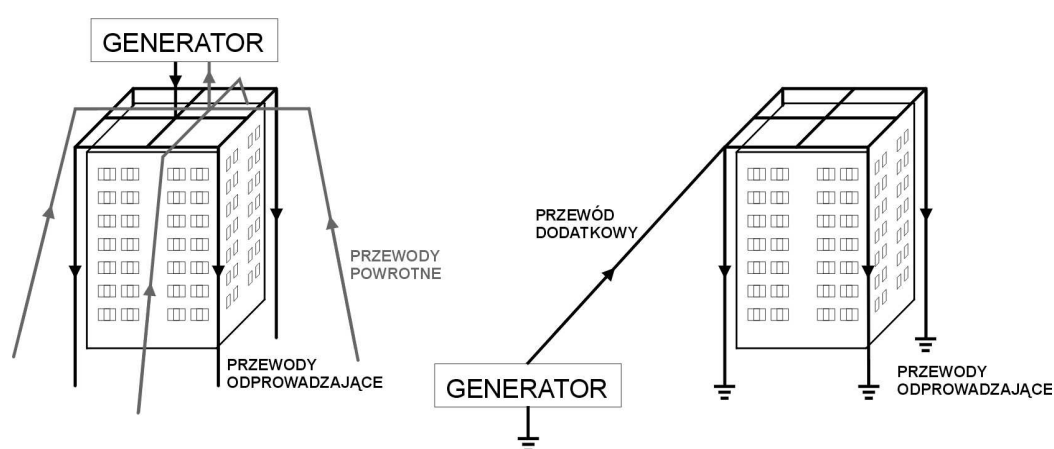 GENERATOR
PRZEWODY
POWROTNE
PRZEWODY
ODPROWADZAJĄCE
PRZEWÓD
DODATKOWY
GENERATOR
PRZEWODY
ODPROWADZAJĄCE